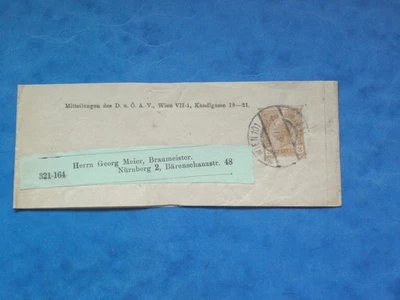 Mitteilungen des D. u. Ö. A.-V., Wien VII-1, Kandlgasse 19—21.
Herrn Georg Meier, Braumeister.
321-164 Nürnberg 2, Bärenschanzstr. 48